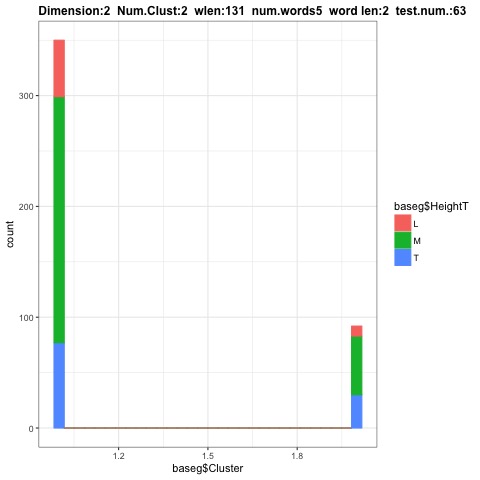 Dimension:2 Num.Clust:2 wlen:131 num.words5 word len:2 test.num.:63
300
200
100
0
count
1.2 1.5 1.8
baseg$Cluster
baseg$HeightT
L
M
T